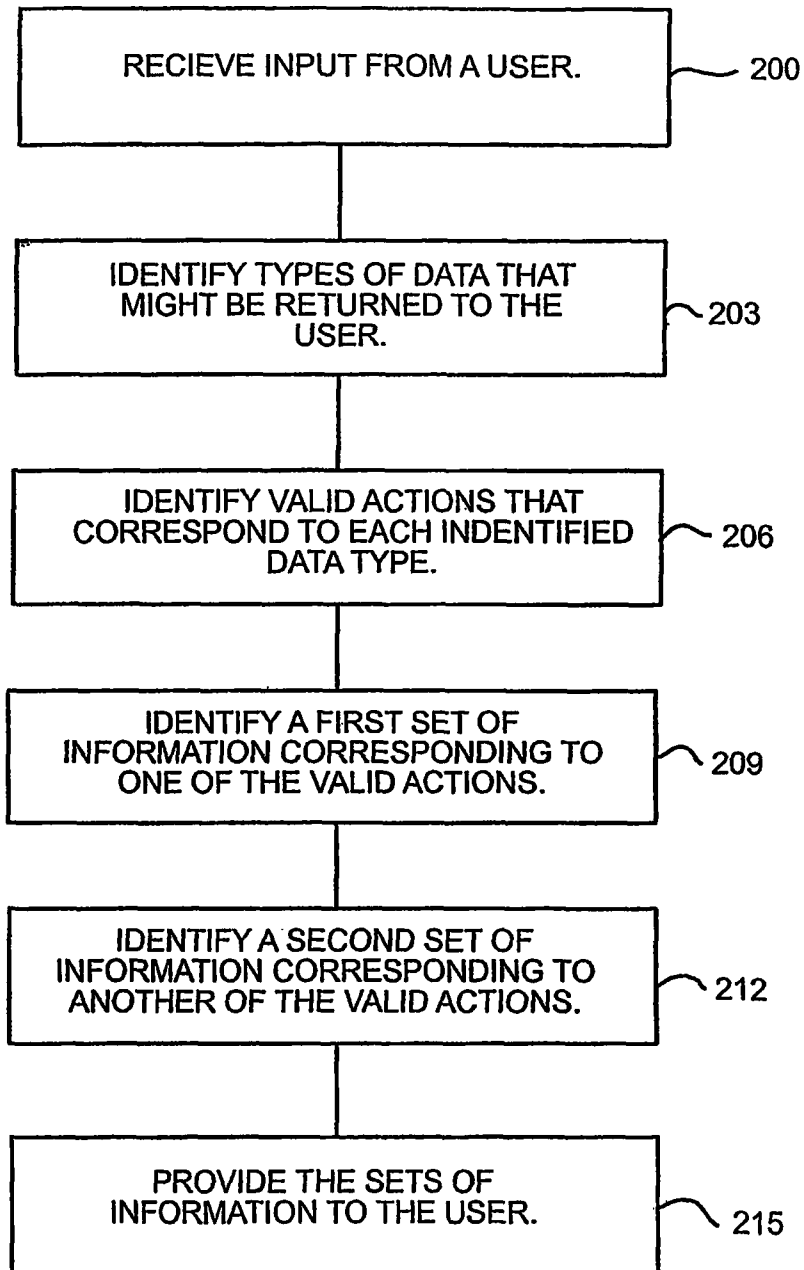 RECIEVE INPUT FROM A USER.
200
IDENTIFY TYPES OF DATA THAT
MIGHT BE RETURNED TO THE
USER.
203
IDENTIFY VALID ACTIONS THAT
CORRESPOND TO EACH INDENTIFIED
DATA TYPE.
206
IDENTIFY A FIRST SET OF
INFORMATION CORRESPONDING TO
ONE OF THE VALID ACTIONS.
209
IDENTIFY A SECOND SET OF
INFORMATION CORRESPONDING TO
ANOTHER OF THE VALID ACTIONS.
212
PROVIDE THE SETS OF
INFORMATION TO THE USER.
215